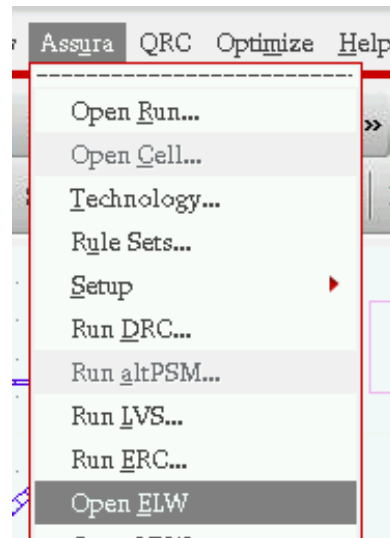 Assura QRC Optimize Help
»
Open Run...
Open Cell...
Technology...
Rule Sets...
Setup
Run DRC...
Run altPSM...
Run LVS...
Run ERC...
Open ELW